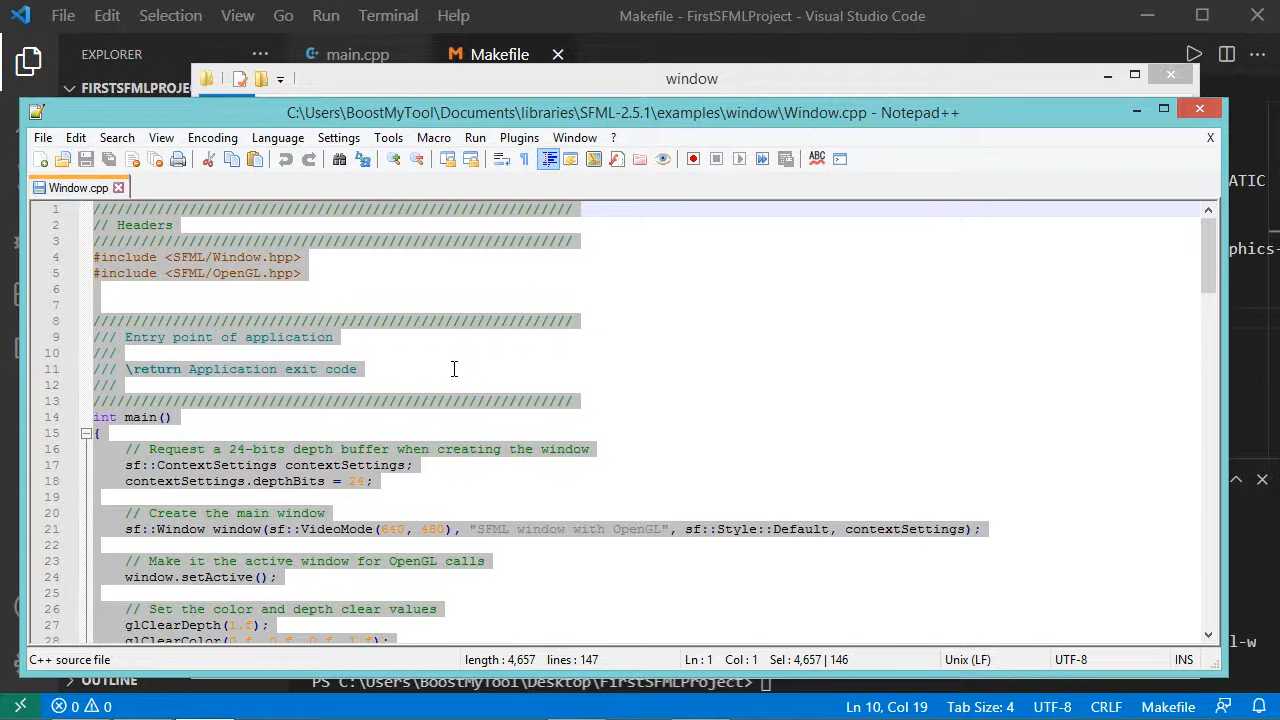 File Edit Selection View Go Run Terminal Help Makefile - FirstSFMLProject - Visual Studio Code
EXPLORER main.cpp Makefile
FIRSTSFMLPROJEC
window
C:\Users\BoostMyTool\Documents\libraries\SFML-2.5.1\examples\window\Window.cpp - Notepad++
File Edit Search View Encoding Language Settings Tools Macro Run Plugins Window ? X
Window.cpp
1 ////////////////////////////////////////////////////////////
2 // Headers
3 ////////////////////////////////////////////////////////////
4 #include <SFML/Window.hpp>
5 #include <SFML/OpenGL.hpp>
6
7
8 ////////////////////////////////////////////////////////////
9 /// Entry point of application
10 ///
11 /// \return Application exit code
12 ///
13 ////////////////////////////////////////////////////////////
14 int main()
15 {
16 // Request a 24-bits depth buffer when creating the window
17 sf::ContextSettings contextSettings;
18 contextSettings.depthBits = 24;
19
20 // Create the main window
21 sf::Window window(sf::VideoMode(640, 480), "SFML window with OpenGL", sf::Style::Default, contextSettings);
22
23 // Make it the active window for OpenGL calls
24 window.setActive();
25
26 // Set the color and depth clear values
27 glClearDepth(1.f);
28 glClearColor(0.f, 0.f, 0.f, 1.f);
ATIC
phics-
l-w
C++ source file length : 4,657 lines : 147 Ln : 1 Col : 1 Sel : 4,657 | 146 Unix (LF) UTF-8 INS
OUTLINE
PS C:\Users\BoostMyTool\Desktop\FirstSFMLProject>
0 0 Ln 10, Col 19 Tab Size: 4 UTF-8 CRLF Makefile